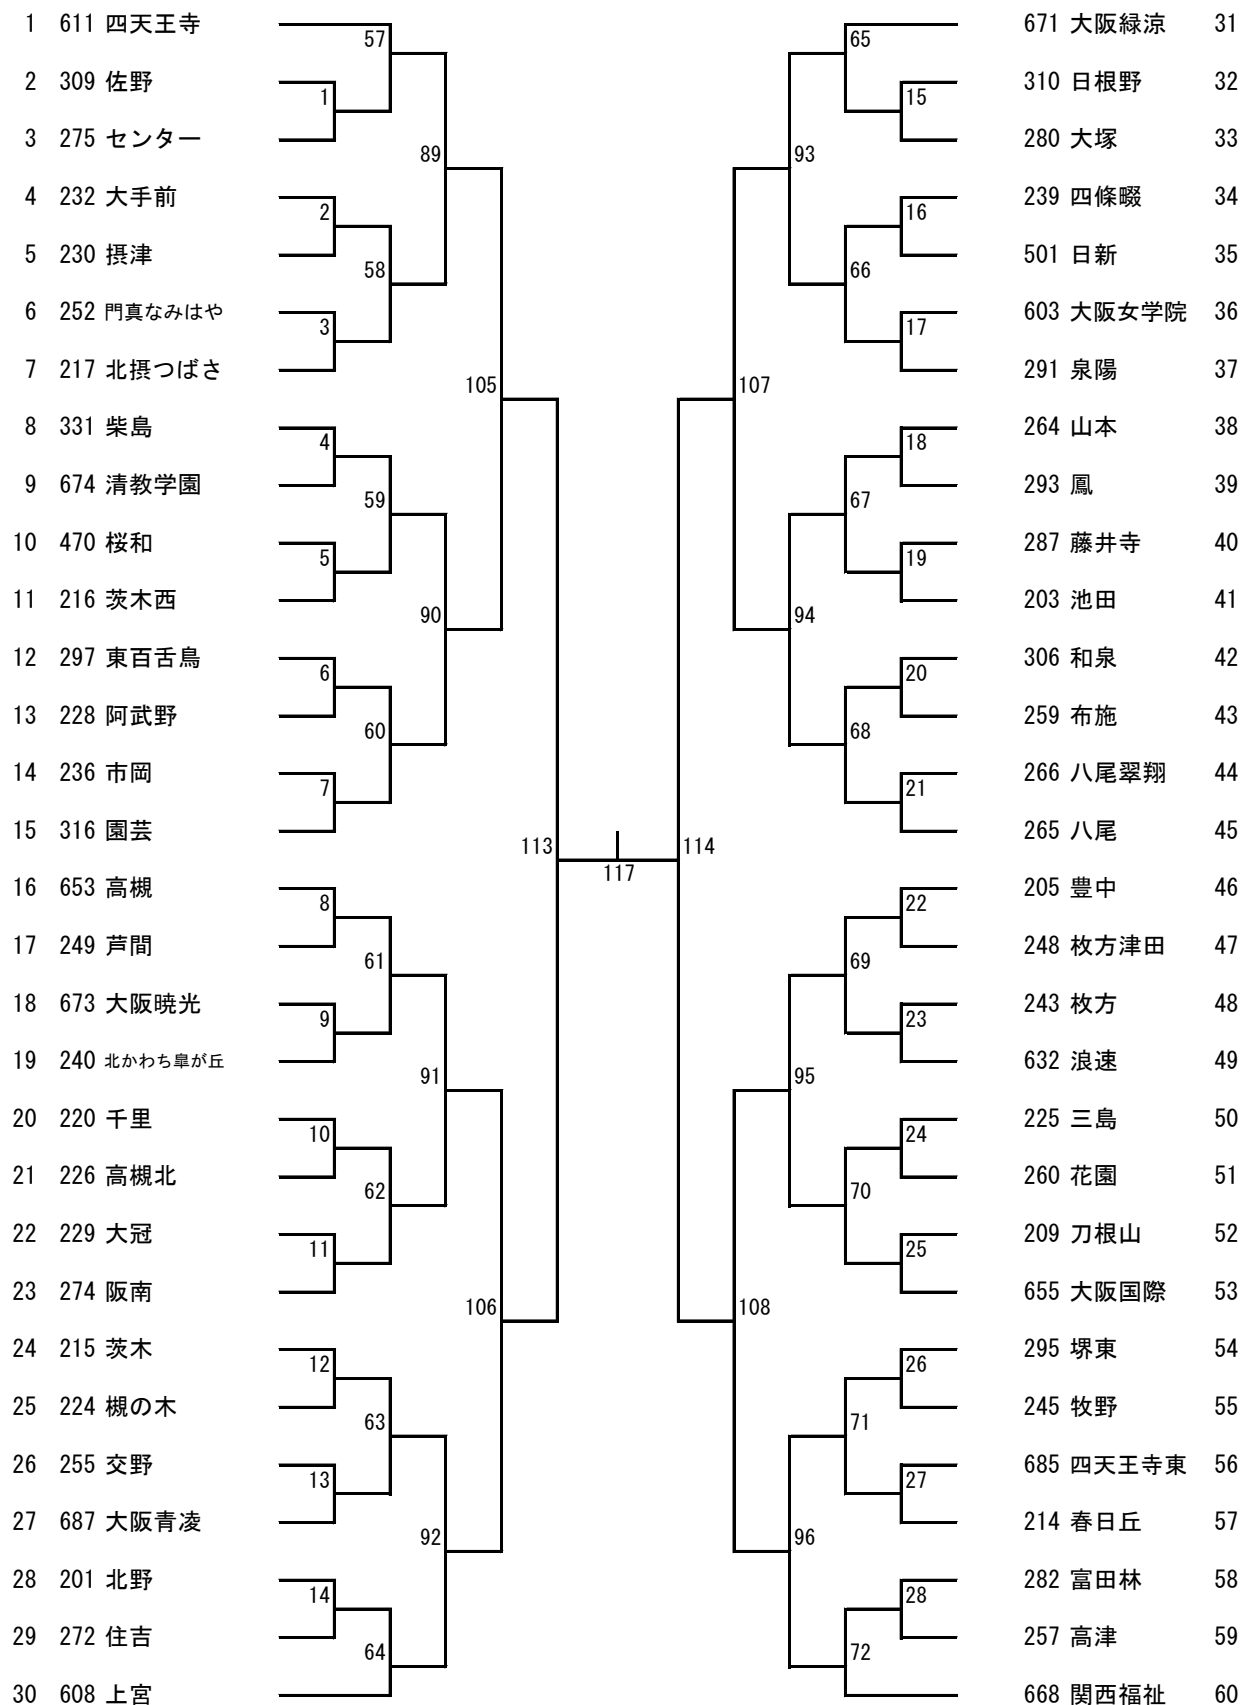 1 611 四天王寺
2 309 佐野
3 275 センター
4 232 大手前
5 230 摂津
6 252 門真なみはや
7 217 北摂つばさ
8 331 柴島
9 674 清教学園
10 470 桜和
11 216 茨木西
12 297 東百舌鳥
13 228 阿武野
14 236 市岡
15 316 園芸
16 653 高槻
17 249 芦間
18 673 大阪暁光
19 240 北かわち皐が丘
20 220 千里
21 226 高槻北
22 229 大冠
23 274 阪南
24 215 茨木
25 224 槻の木
26 255 交野
27 687 大阪青凌
28 201 北野
29 272 住吉
30 608 上宮
57
1
89
2
58
3
105
4
59
5
90
6
60
7
113
8
61
9
91
10
62
11
106
12
63
13
92
14
64
117
65
15
93
16
66
17
107
18
67
19
94
20
68
21
114
22
69
23
95
24
70
25
108
26
71
27
96
28
72
671 大阪緑涼 31
310 日根野 32
280 大塚 33
239 四條畷 34
501 日新 35
603 大阪女学院 36
291 泉陽 37
264 山本 38
293 鳳 39
287 藤井寺 40
203 池田 41
306 和泉 42
259 布施 43
266 八尾翠翔 44
265 八尾 45
205 豊中 46
248 枚方津田 47
243 枚方 48
632 浪速 49
225 三島 50
260 花園 51
209 刀根山 52
655 大阪国際 53
295 堺東 54
245 牧野 55
685 四天王寺東 56
214 春日丘 57
282 富田林 58
257 高津 59
668 関西福祉 60